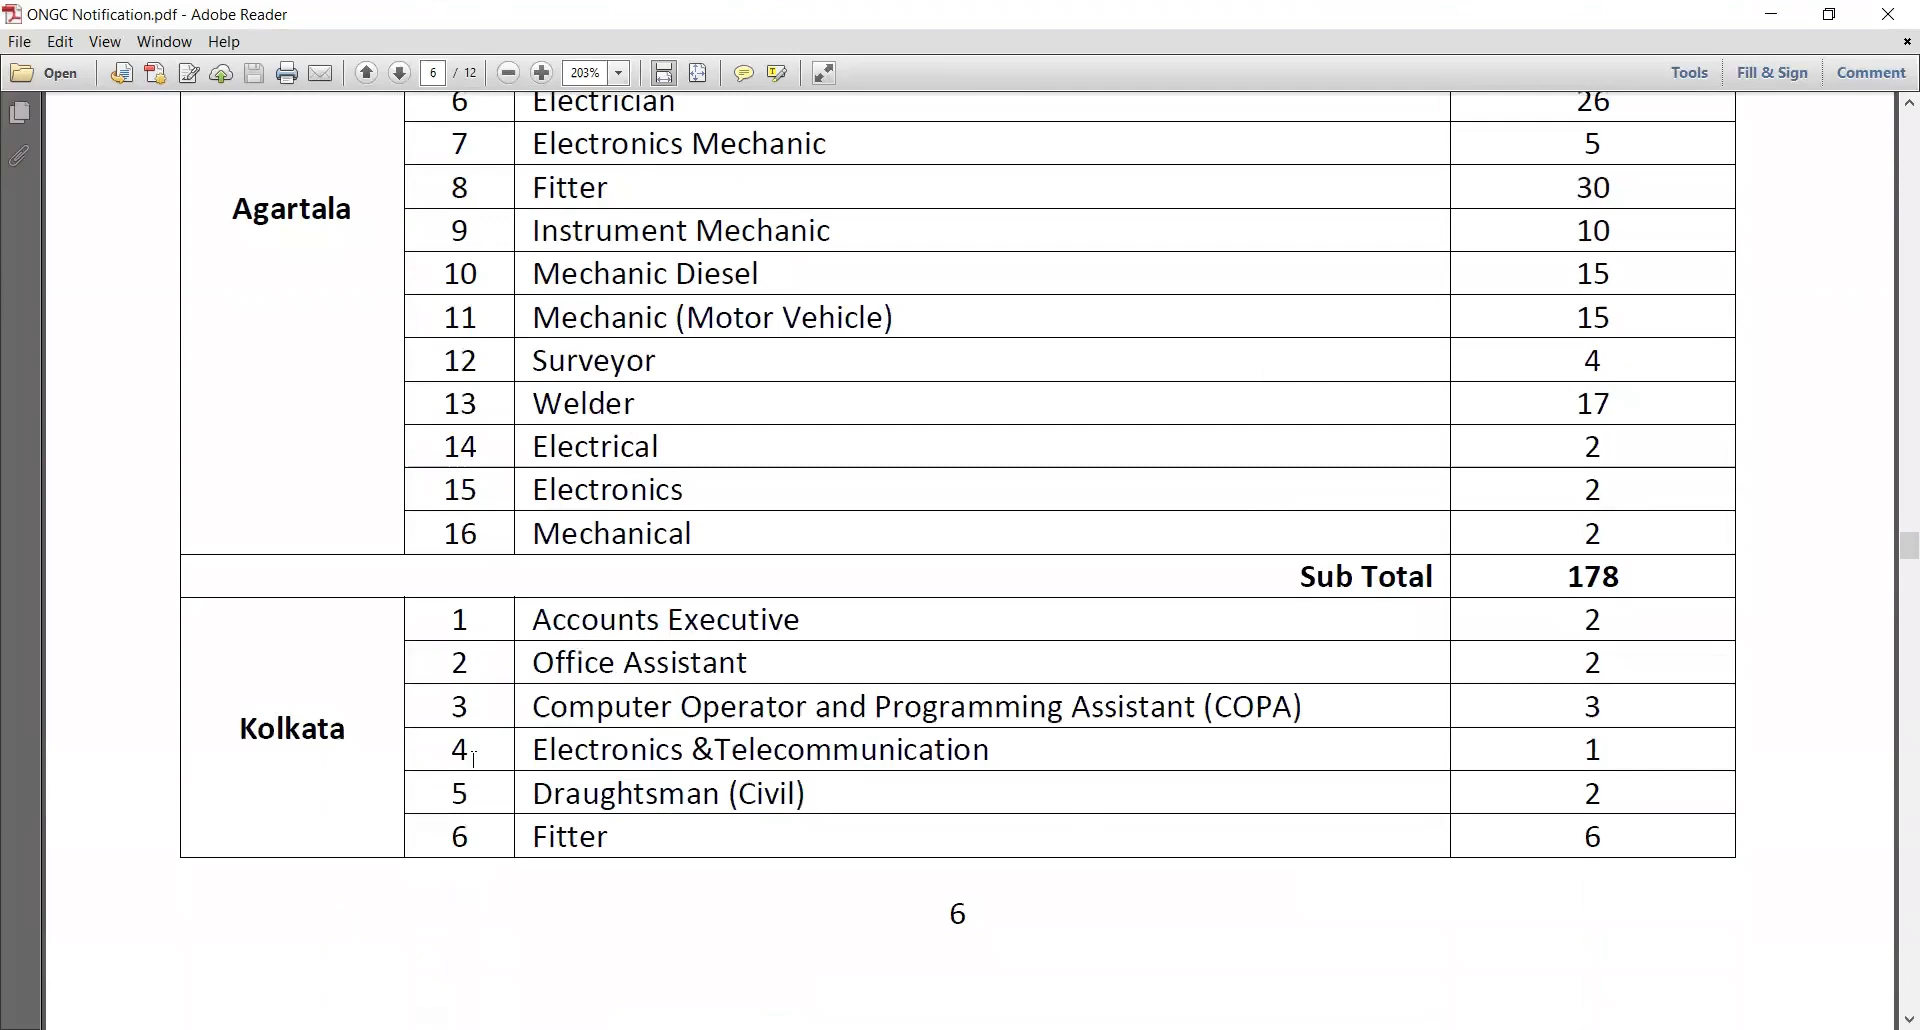 ONGC Notification.pdf - Adobe Reader
File Edit View Window Help
Open 6 / 12 203% Tools Fill & Sign Comment
6 Electrician 26
7 Electronics Mechanic 5
Agartala
8 Fitter 30
9 Instrument Mechanic 10
10 Mechanic Diesel 15
11 Mechanic (Motor Vehicle) 15
12 Surveyor 4
13 Welder 17
14 Electrical 2
15 Electronics 2
16 Mechanical 2
Sub Total 178
Kolkata
1 Accounts Executive 2
2 Office Assistant 2
3 Computer Operator and Programming Assistant (COPA) 3
4 Electronics &Telecommunication 1
5 Draughtsman (Civil) 2
6 Fitter 6
6